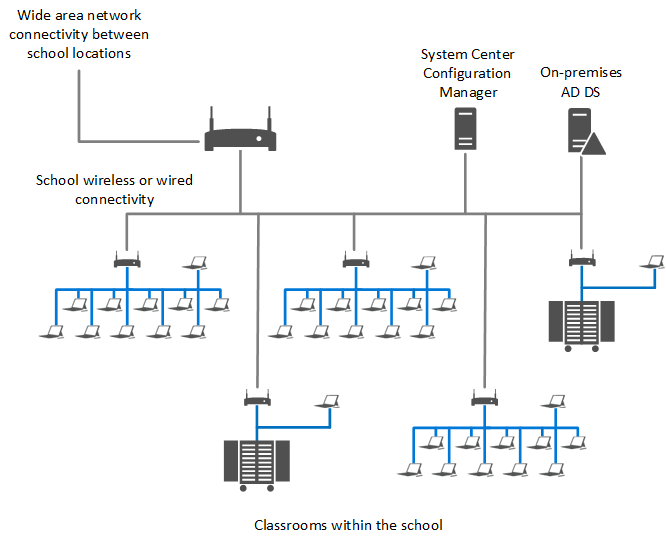 Wide area network
connectivity between
school locations
System Center
Configuration
Manager
On-premises
AD DS
School wireless or wired
connectivity
Classrooms within the school